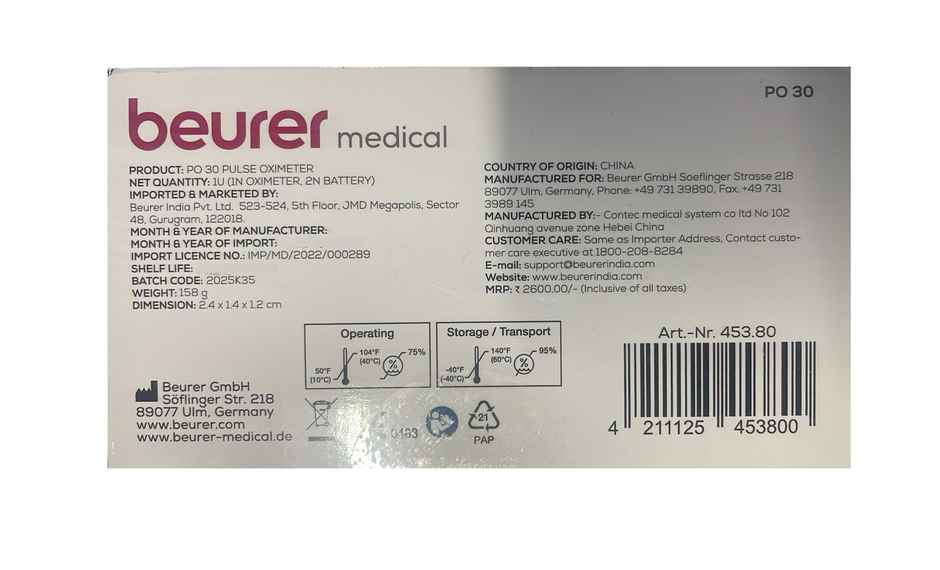 PO 30
beurer medical
PRODUCT: PO 30 PULSE OXIMETER
NET QUANTITY: 1U (1N OXIMETER, 2N BATTERY)
IMPORTED & MARKETED BY:
Beurer India Pvt. Ltd. 523-524, 5th Floor, JMD Megapolis, Sector
48, Gurugram, 122018.
MONTH & YEAR OF MANUFACTURER:
MONTH & YEAR OF IMPORT:
IMPORT LICENCE NO.: IMP/MD/2022/000289
SHELF LIFE:
BATCH CODE: 2025K35
WEIGHT: 158 g
DIMENSION: 2.4 x 1.4 x 1.2 cm
COUNTRY OF ORIGIN: CHINA
MANUFACTURED FOR: Beurer GmbH Soeflinger Strasse 218
89077 Ulm, Germany, Phone: +49 731 39890, Fax. +49 731
3989 145
MANUFACTURED BY:- Contec medical system co ltd No 102
Qinhuang avenue zone Hebei China
CUSTOMER CARE: Same as Importer Address, Contact custo-
mer care executive at 1800-208-8284
E-mail: support@beurerindia.com
Website: www.beurerindia.com
MRP: ₹ 2600.00/- (Inclusive of all taxes)
Operating
50°F
(10°C)
104°F
(40°C)
%
75%
Storage / Transport
-40°F
(-40°C)
140°F
(60°C)
%
95%
Art.-Nr. 453.80
4 211125 453800
Beurer GmbH
Söflinger Str. 218
89077 Ulm, Germany
www.beurer.com
www.beurer-medical.de
21
PAP